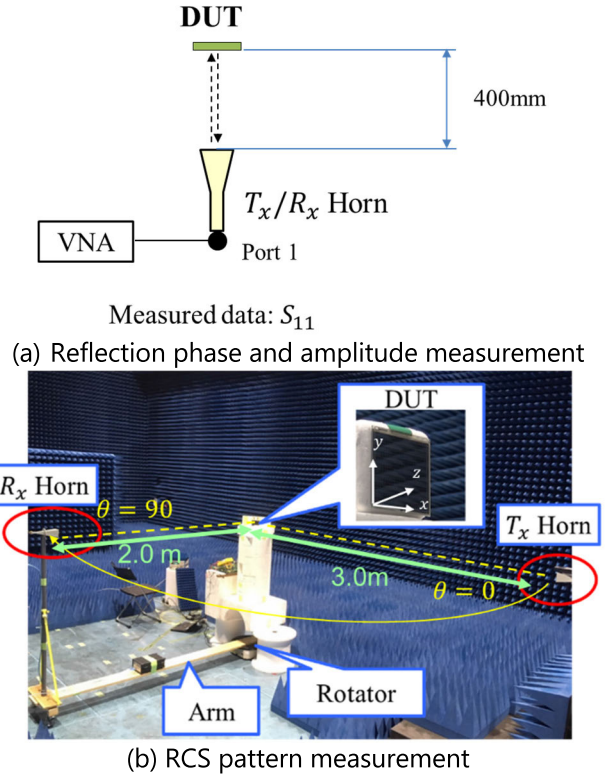 DUT
400mm
Tx/Rx Horn
VNA
Port 1
Measured data: S11
(a) Reflection phase and amplitude measurement
DUT
y
z
x
Rx Horn
θ = 90
Tx Horn
2.0 m
3.0m
θ = 0
Rotator
Arm
(b) RCS pattern measurement